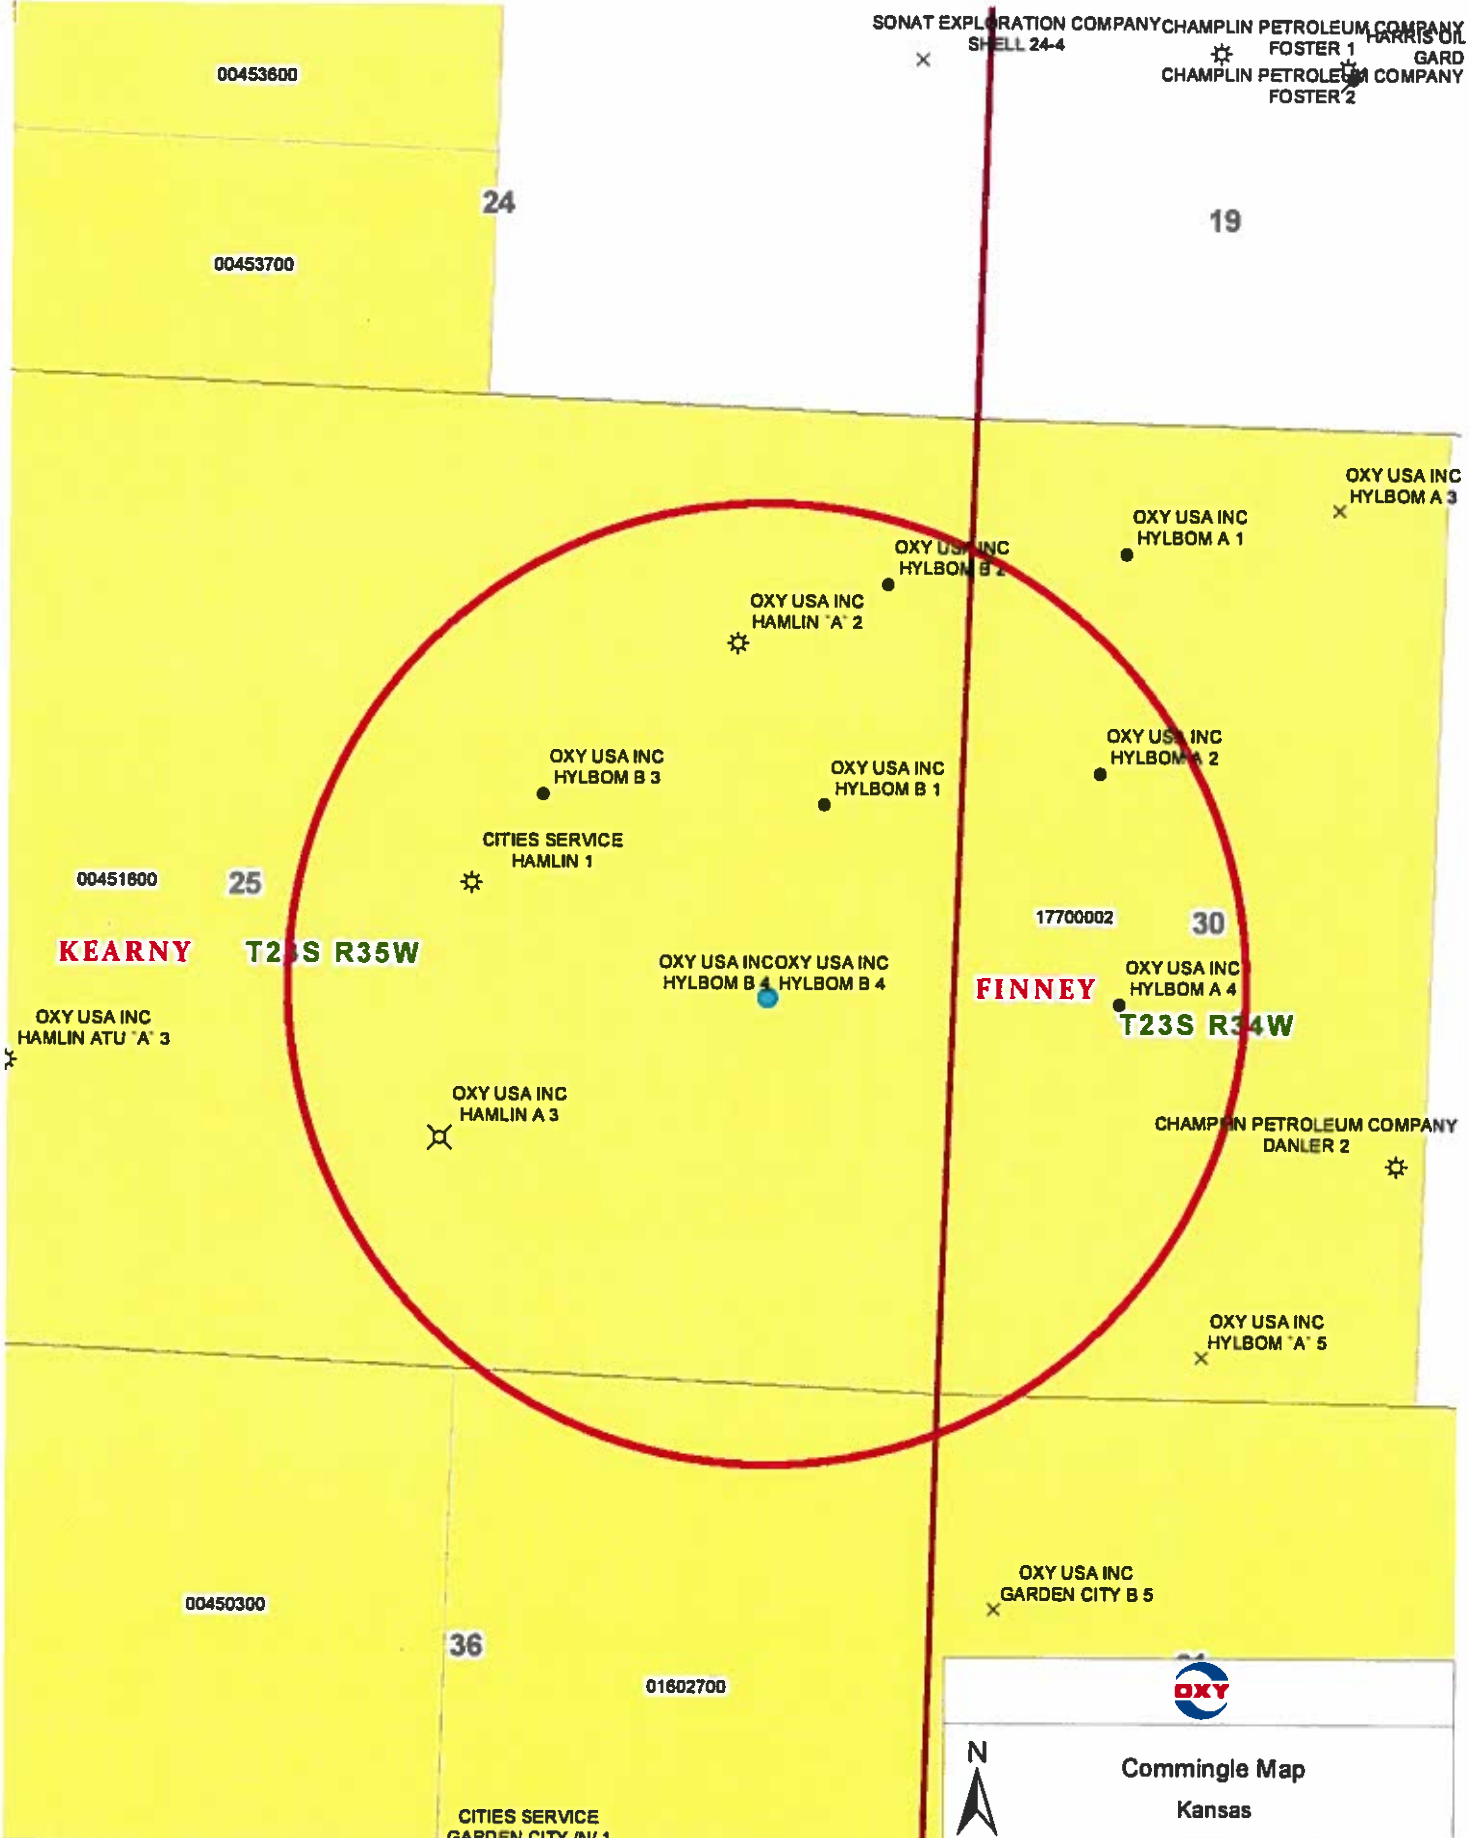 SONAT EXPLORATION COMPANY
SHELL 24-4
CHAMPLIN PETROLEUM COMPANY
FOSTER 1
HARRIS OIL
GARD
CHAMPLIN PETROLEUM COMPANY
FOSTER 2
00453600
24
19
00453700
OXY USA INC
HYLBOM A 3
OXY USA INC
HYLBOM A 1
OXY USA INC
HYLBOM B 2
OXY USA INC
HAMLIN "A" 2
OXY USA INC
HYLBOM A 2
OXY USA INC
HYLBOM B 3
OXY USA INC
HYLBOM B 1
CITIES SERVICE
HAMLIN 1
00451600
25
17700002
30
KEARNY
T23S R35W
OXY USA INC
HYLBOM B 4
OXY USA INC
HYLBOM B 4
FINNEY
OXY USA INC
HYLBOM A 4
T23S R34W
OXY USA INC
HAMLIN ATU "A" 3
OXY USA INC
HAMLIN A 3
CHAMPLIN PETROLEUM COMPANY
DANLER 2
OXY USA INC
HYLBOM "A" 5
OXY USA INC
GARDEN CITY B 5
00450300
36
01602700
OXY
N
Commingle Map
Kansas
CITIES SERVICE
GARDEN CITY